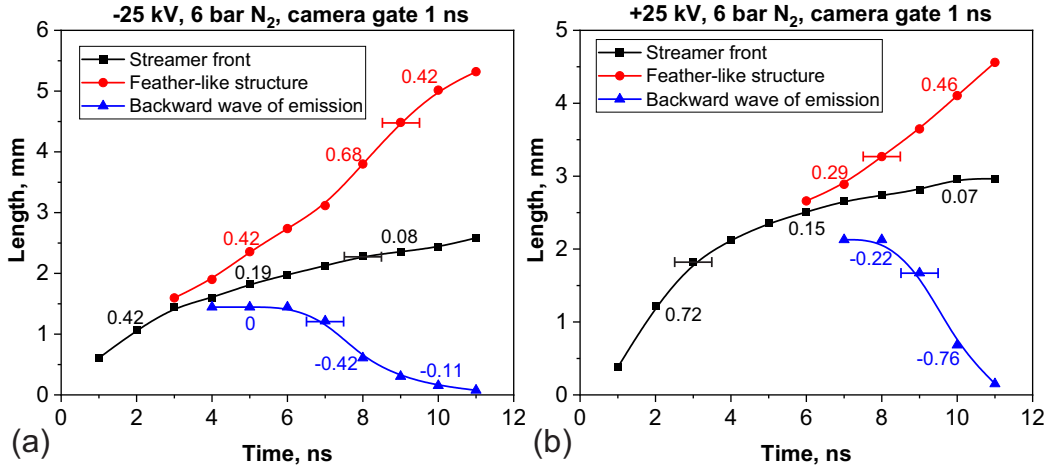 -25 kV, 6 bar N₂, camera gate 1 ns
Streamer front
Feather-like structure
Backward wave of emission
Length, mm
6
5
4
3
2
1
0
0.42
0.68
0.42
0.42
0.19
0.08
0
-0.42
-0.11
0 2 4 6 8 10 12
Time, ns
(a)
+25 kV, 6 bar N₂, camera gate 1 ns
Streamer front
Feather-like structure
Backward wave of emission
Length, mm
5
4
3
2
1
0
0.46
0.29
0.15
0.07
0.72
-0.22
-0.76
0 2 4 6 8 10 12
Time, ns
(b)